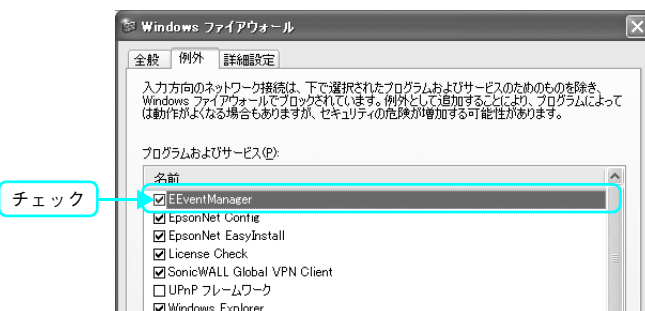 Windows ファイアウォール
全般 例外 詳細設定
入力方向のネットワーク接続は、下で選択されたプログラムおよびサービスのためのものを除き、
Windows ファイアウォールでブロックされています。例外として追加することにより、プログラムによって
は動作がよくなる場合もありますが、セキュリティの危険が増加する可能性があります。
プログラムおよびサービス(P):
名前
チェック
EEventManager
EpsonNet Config
EpsonNet EasyInstall
License Check
SonicWALL Global VPN Client
UPnP フレームワーク
Windows Explorer